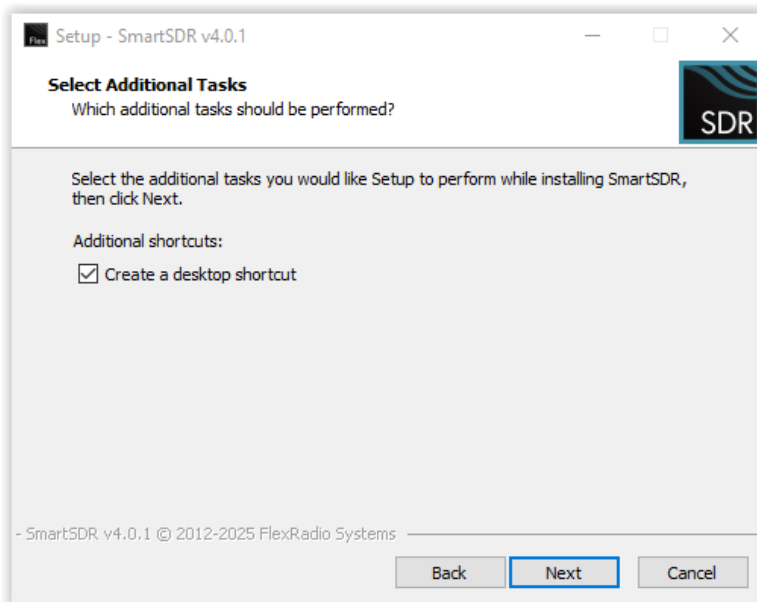 Flex
Setup - SmartSDR v4.0.1
Select Additional Tasks
Which additional tasks should be performed?
SDR
Select the additional tasks you would like Setup to perform while installing SmartSDR,
then click Next.
Additional shortcuts:
Create a desktop shortcut
- SmartSDR v4.0.1 © 2012-2025 FlexRadio Systems
Back
Next
Cancel